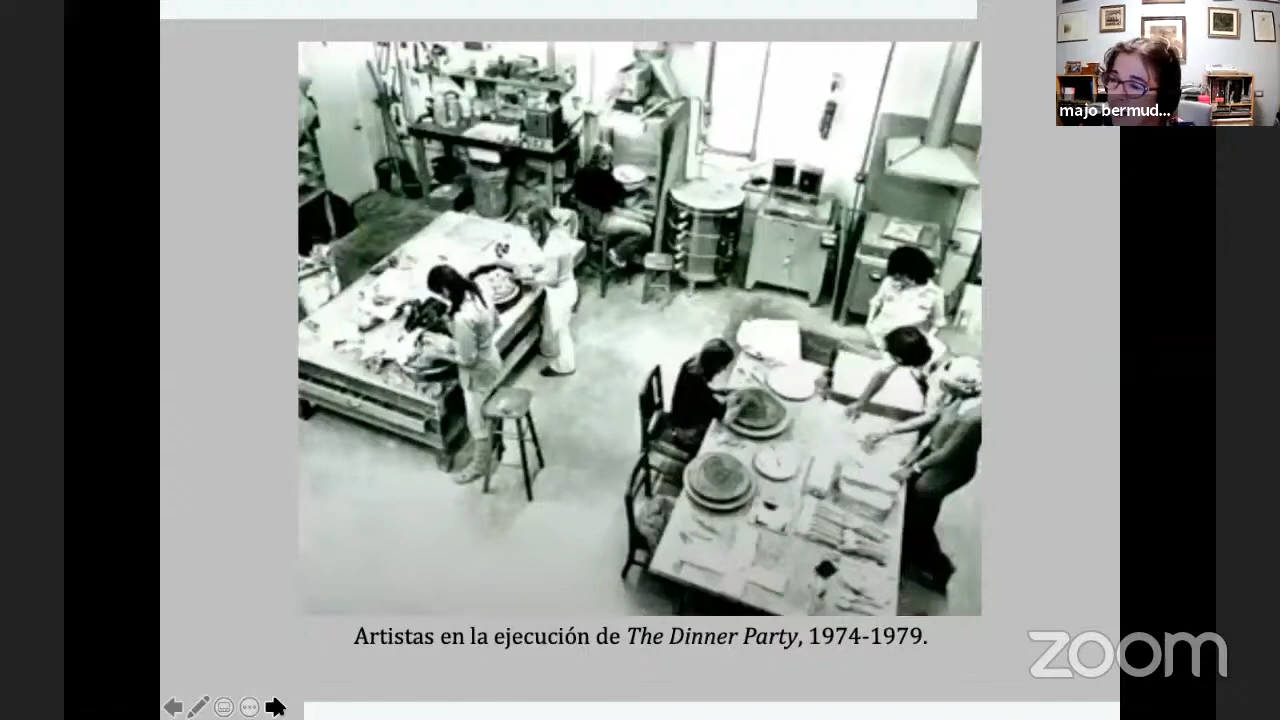 majo bermud...
Artistas en la ejecución de The Dinner Party, 1974-1979.
zoom